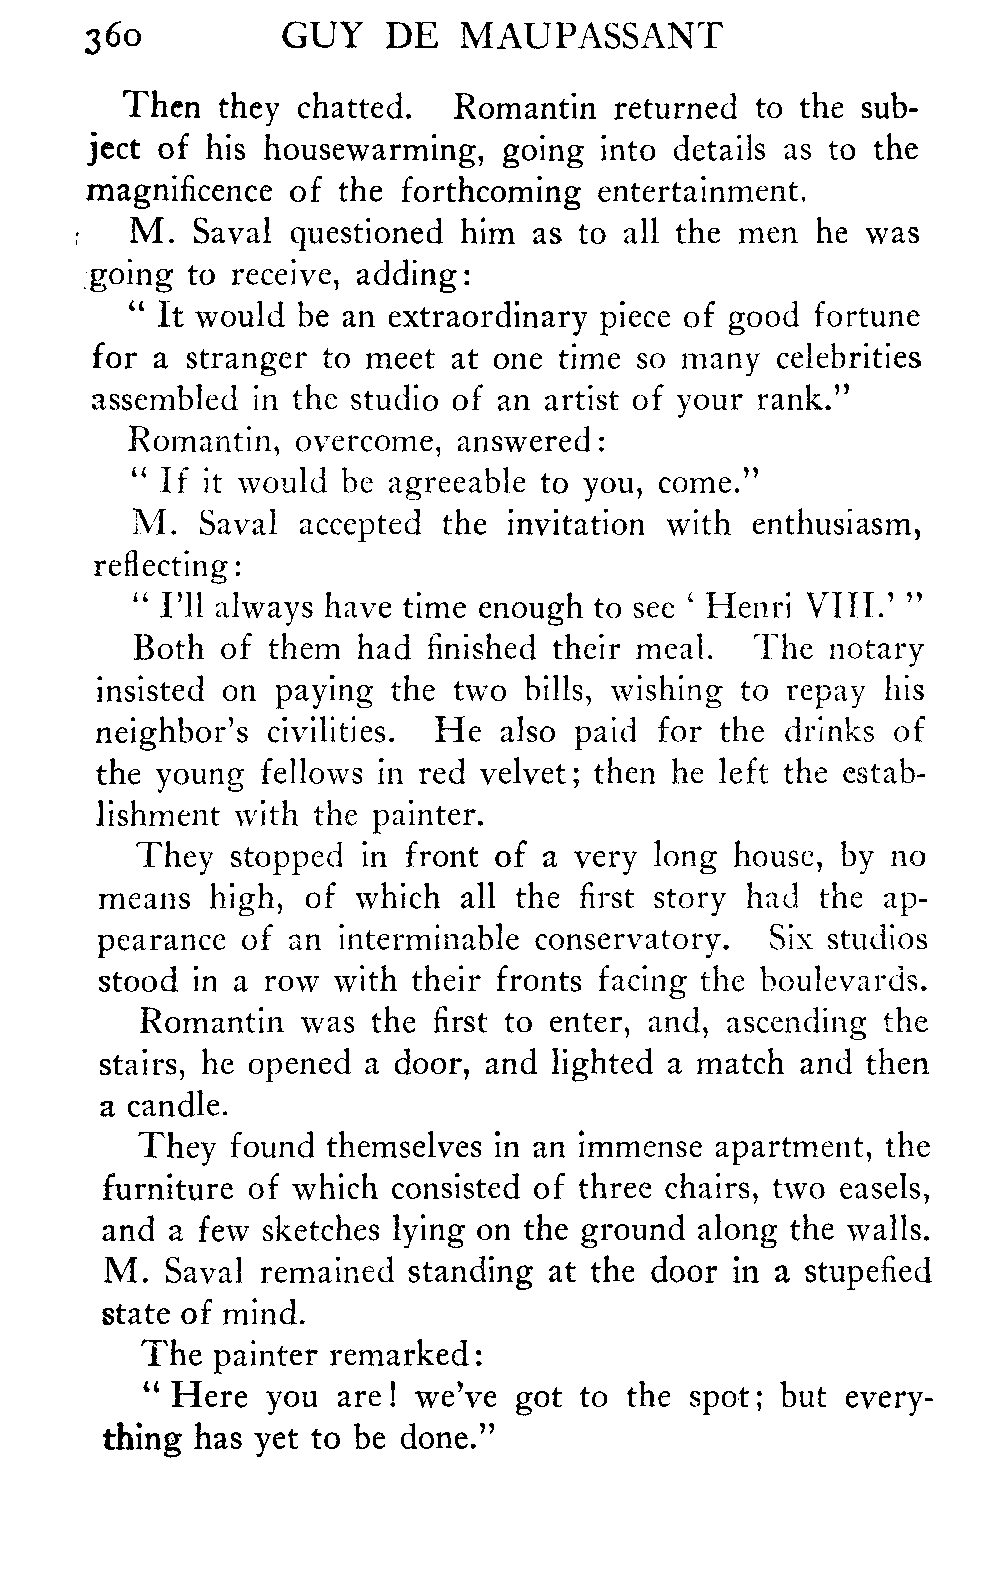 360 GUY DE MAUPASSANT
Then they chatted. Romantin returned to the sub-
ject of his housewarming, going into details as to the
magnificence of the forthcoming entertainment.
M. Saval questioned him as to all the men he was
going to receive, adding:
“ It would be an extraordinary piece of good fortune
for a stranger to meet at one time so many celebrities
assembled in the studio of an artist of your rank.”
Romantin, overcome, answered:
“ If it would be agreeable to you, come.”
M. Saval accepted the invitation with enthusiasm,
reflecting:
“ I’ll always have time enough to see ‘ Henri VIII.’ ”
Both of them had finished their meal. The notary
insisted on paying the two bills, wishing to repay his
neighbor’s civilities. He also paid for the drinks of
the young fellows in red velvet; then he left the estab-
lishment with the painter.
They stopped in front of a very long house, by no
means high, of which all the first story had the ap-
pearance of an interminable conservatory. Six studios
stood in a row with their fronts facing the boulevards.
Romantin was the first to enter, and, ascending the
stairs, he opened a door, and lighted a match and then
a candle.
They found themselves in an immense apartment, the
furniture of which consisted of three chairs, two easels,
and a few sketches lying on the ground along the walls.
M. Saval remained standing at the door in a stupefied
state of mind.
The painter remarked:
“ Here you are! we’ve got to the spot; but every-
thing has yet to be done.”